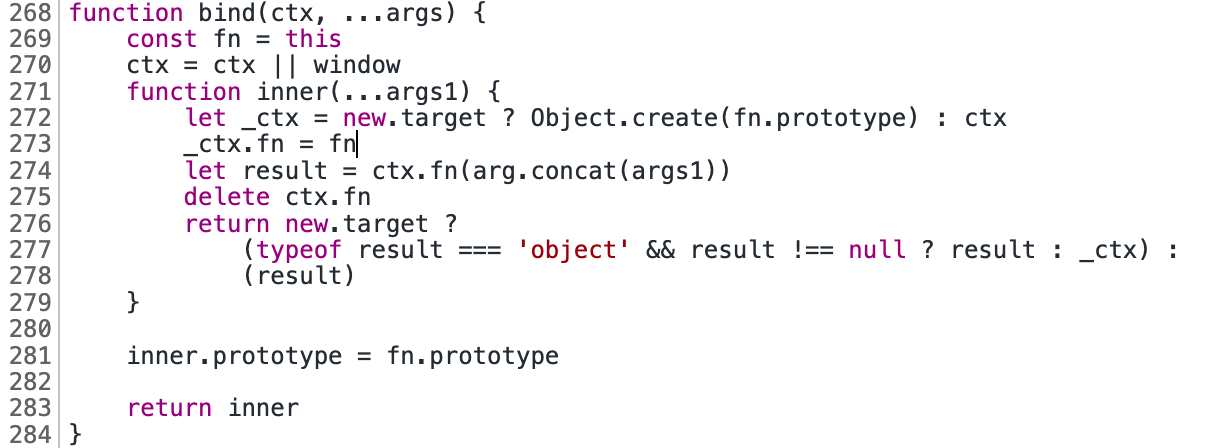 268 function bind(ctx, ...args) {
269     const fn = this
270     ctx = ctx || window
271     function inner(...args1) {
272         let _ctx = new.target ? Object.create(fn.prototype) : ctx
273         _ctx.fn = fn
274         let result = ctx.fn(arg.concat(args1))
275         delete ctx.fn
276         return new.target ?
277             (typeof result === 'object' && result !== null ? result : _ctx) :
278             (result)
279     }
280
281     inner.prototype = fn.prototype
282
283     return inner
284 }